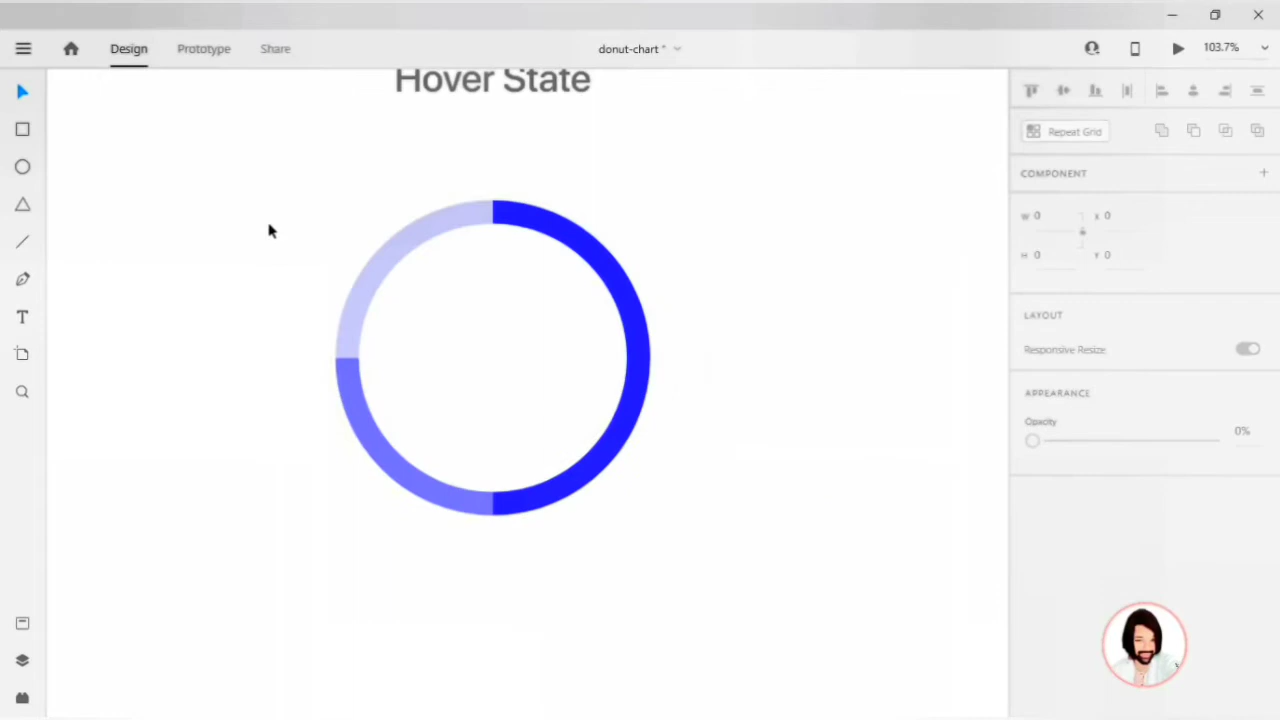 Design
Prototype
Share
donut-chart *
103.7%
Hover State
Repeat Grid
COMPONENT
W 0
X 0
H 0
Y 0
LAYOUT
Responsive Resize
APPEARANCE
Opacity
0%